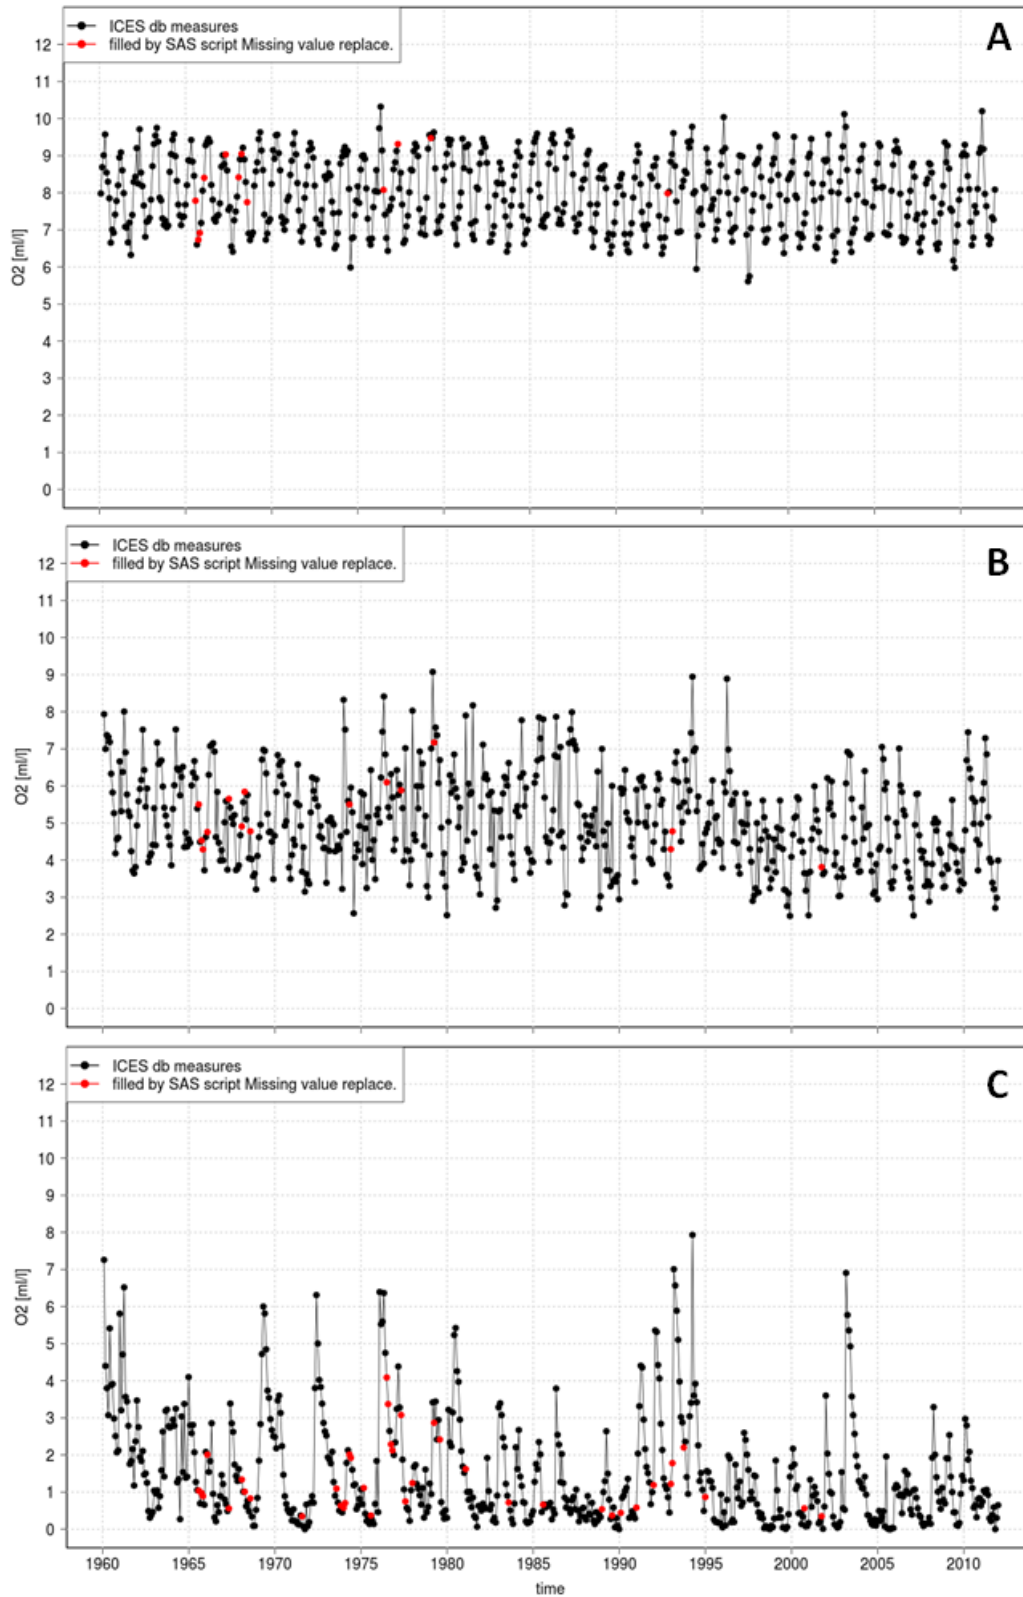 ICES db measures
filled by SAS script Missing value replace.
A
12
11
10
9
8
7
6
5
4
3
2
1
0
O2 [ml/l]
ICES db measures
filled by SAS script Missing value replace.
B
12
11
10
9
8
7
6
5
4
3
2
1
0
O2 [ml/l]
ICES db measures
filled by SAS script Missing value replace.
C
12
11
10
9
8
7
6
5
4
3
2
1
0
O2 [ml/l]
1960 1965 1970 1975 1980 1985 1990 1995 2000 2005 2010
time